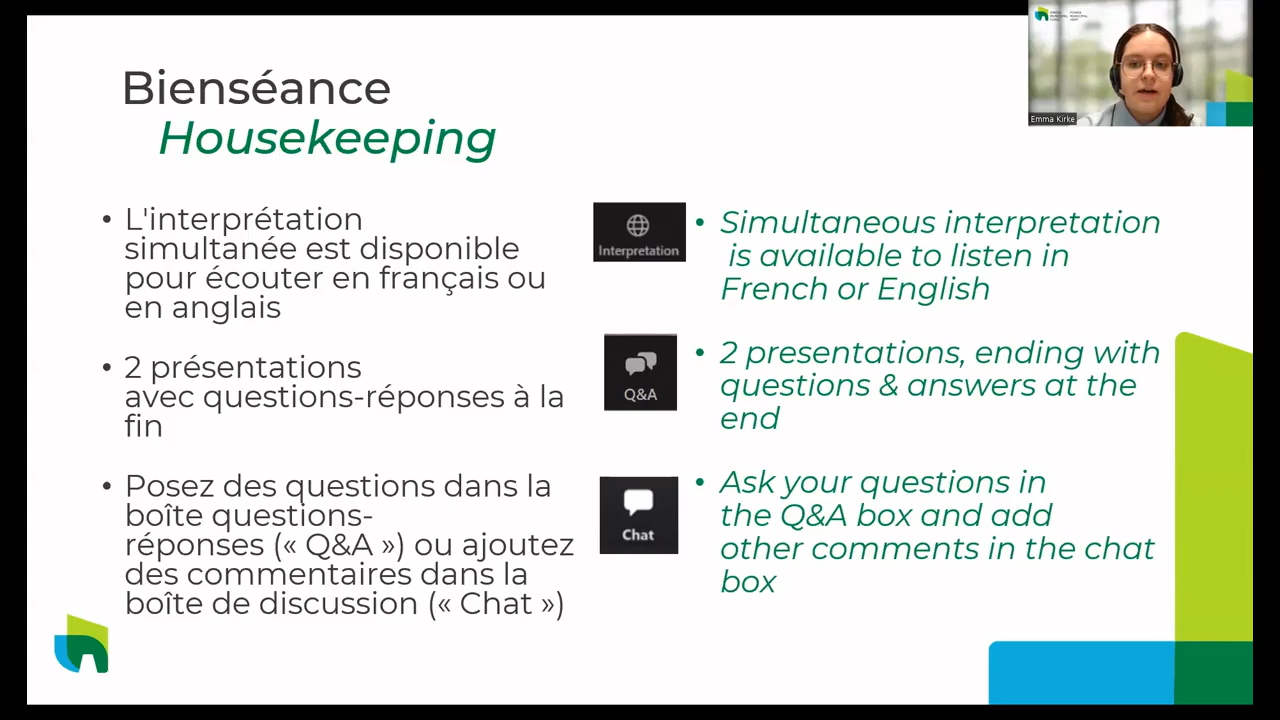 Bienséance
Housekeeping
• L'interprétation
simultanée est disponible
pour écouter en français ou
en anglais
• 2 présentations
avec questions-réponses à la
fin
• Posez des questions dans la
boîte questions-
réponses (« Q&A ») ou ajoutez
des commentaires dans la
boîte de discussion (« Chat »)
Interpretation
Q&A
Chat
• Simultaneous interpretation
is available to listen in
French or English
• 2 presentations, ending with
questions & answers at the
end
• Ask your questions in
the Q&A box and add
other comments in the chat
box
Emma Kirke